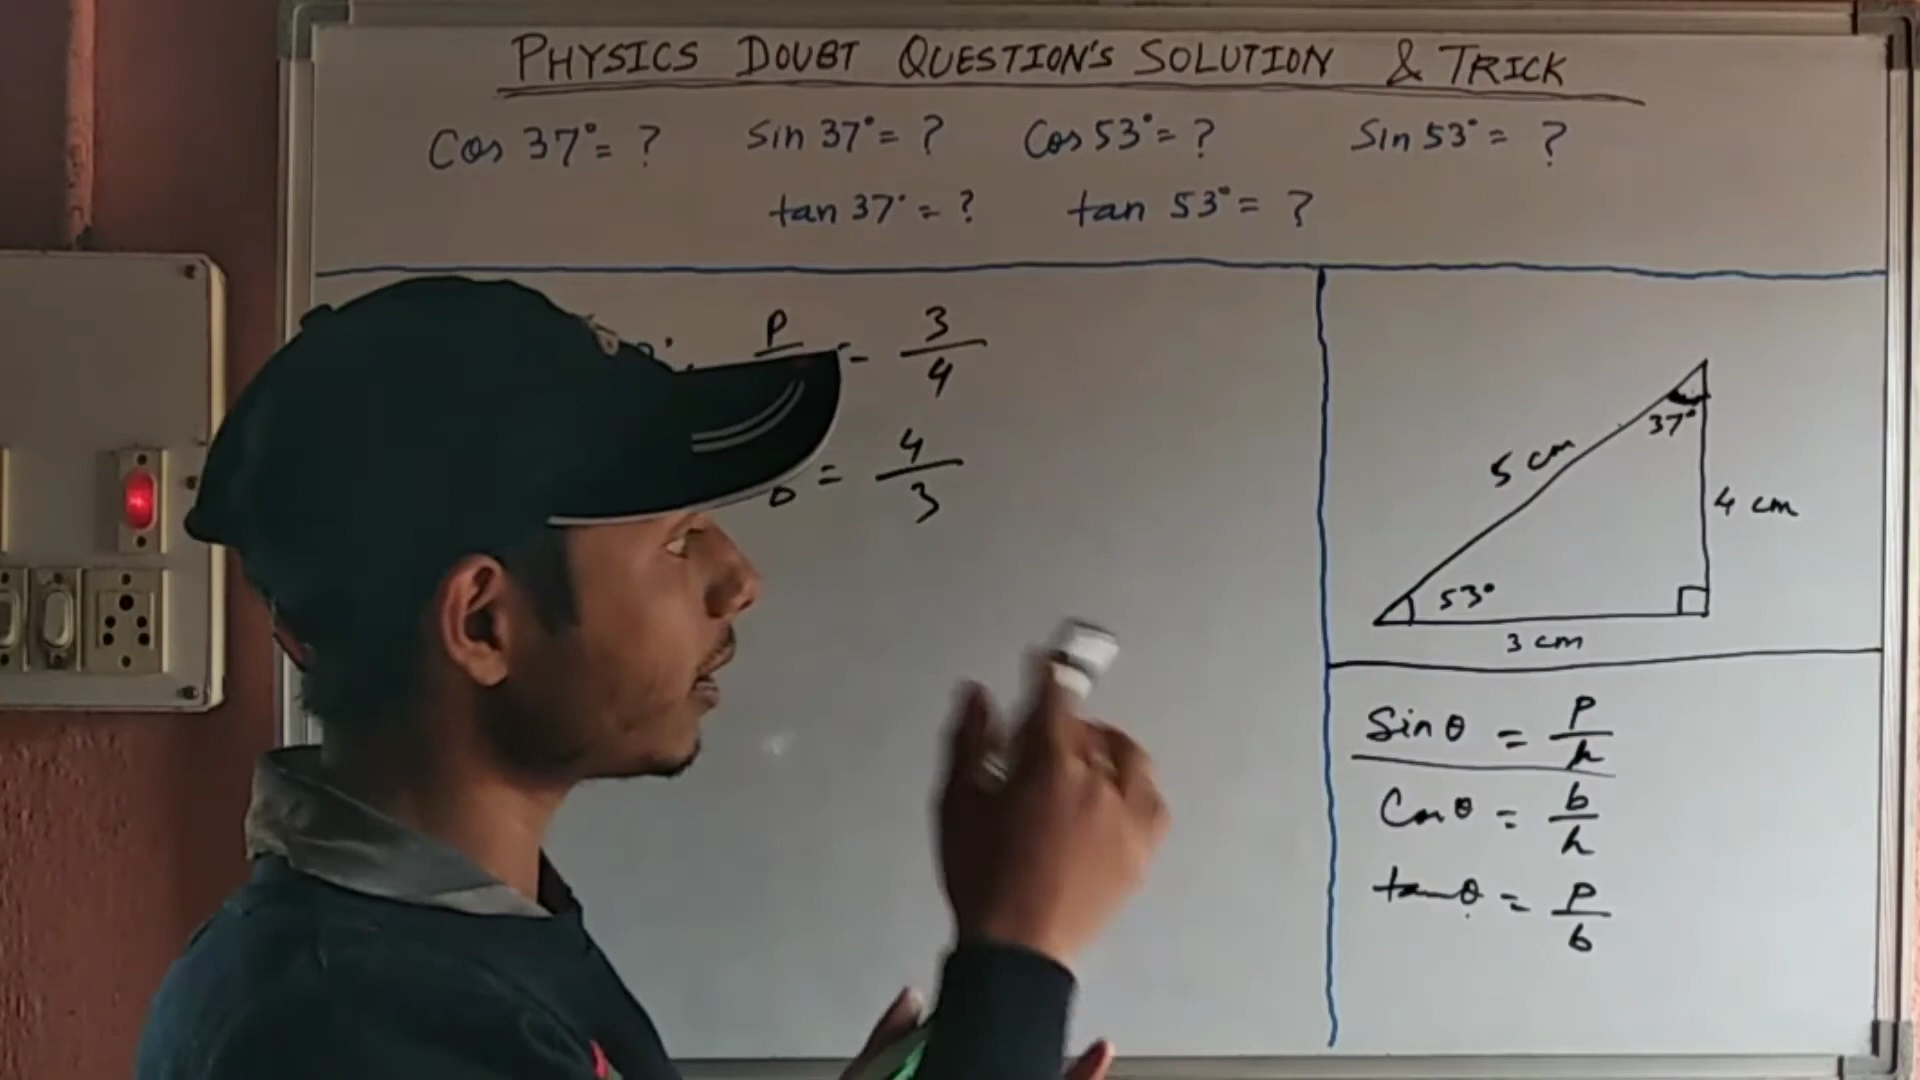 PHYSICS DOUBT QUESTION'S SOLUTION & TRICK
Cos 37° = ? Sin 37° = ? Cos 53° = ? Sin 53° = ?
tan 37° = ? tan 53° = ?
P = 3/4
b = 4/3
37°
5 cm
4 cm
53°
3 cm
Sin θ = P/h
Cos θ = b/h
tan θ = P/b